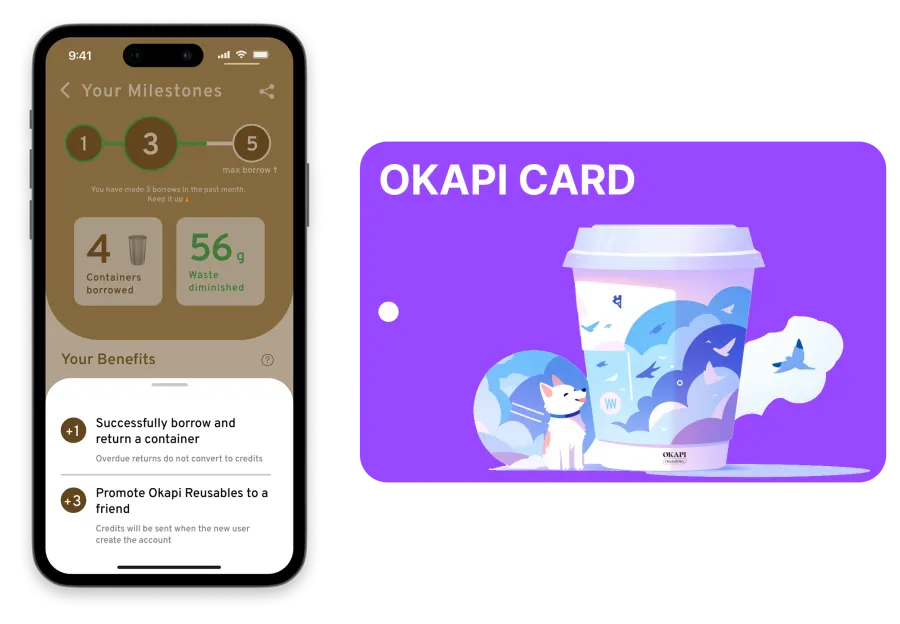 9:41
Your Milestones
1
3
5
max borrow ↑
You have made 3 borrows in the past month.
Keep it up
4
Containers
borrowed
56 g
Waste
diminished
Your Benefits
?
+1
Successfully borrow and
return a container
Overdue returns do not convert to credits
+3
Promote Okapi Reusables to a
friend
Credits will be sent when the new user
create the account
OKAPI CARD
W
OKAPI
reusables